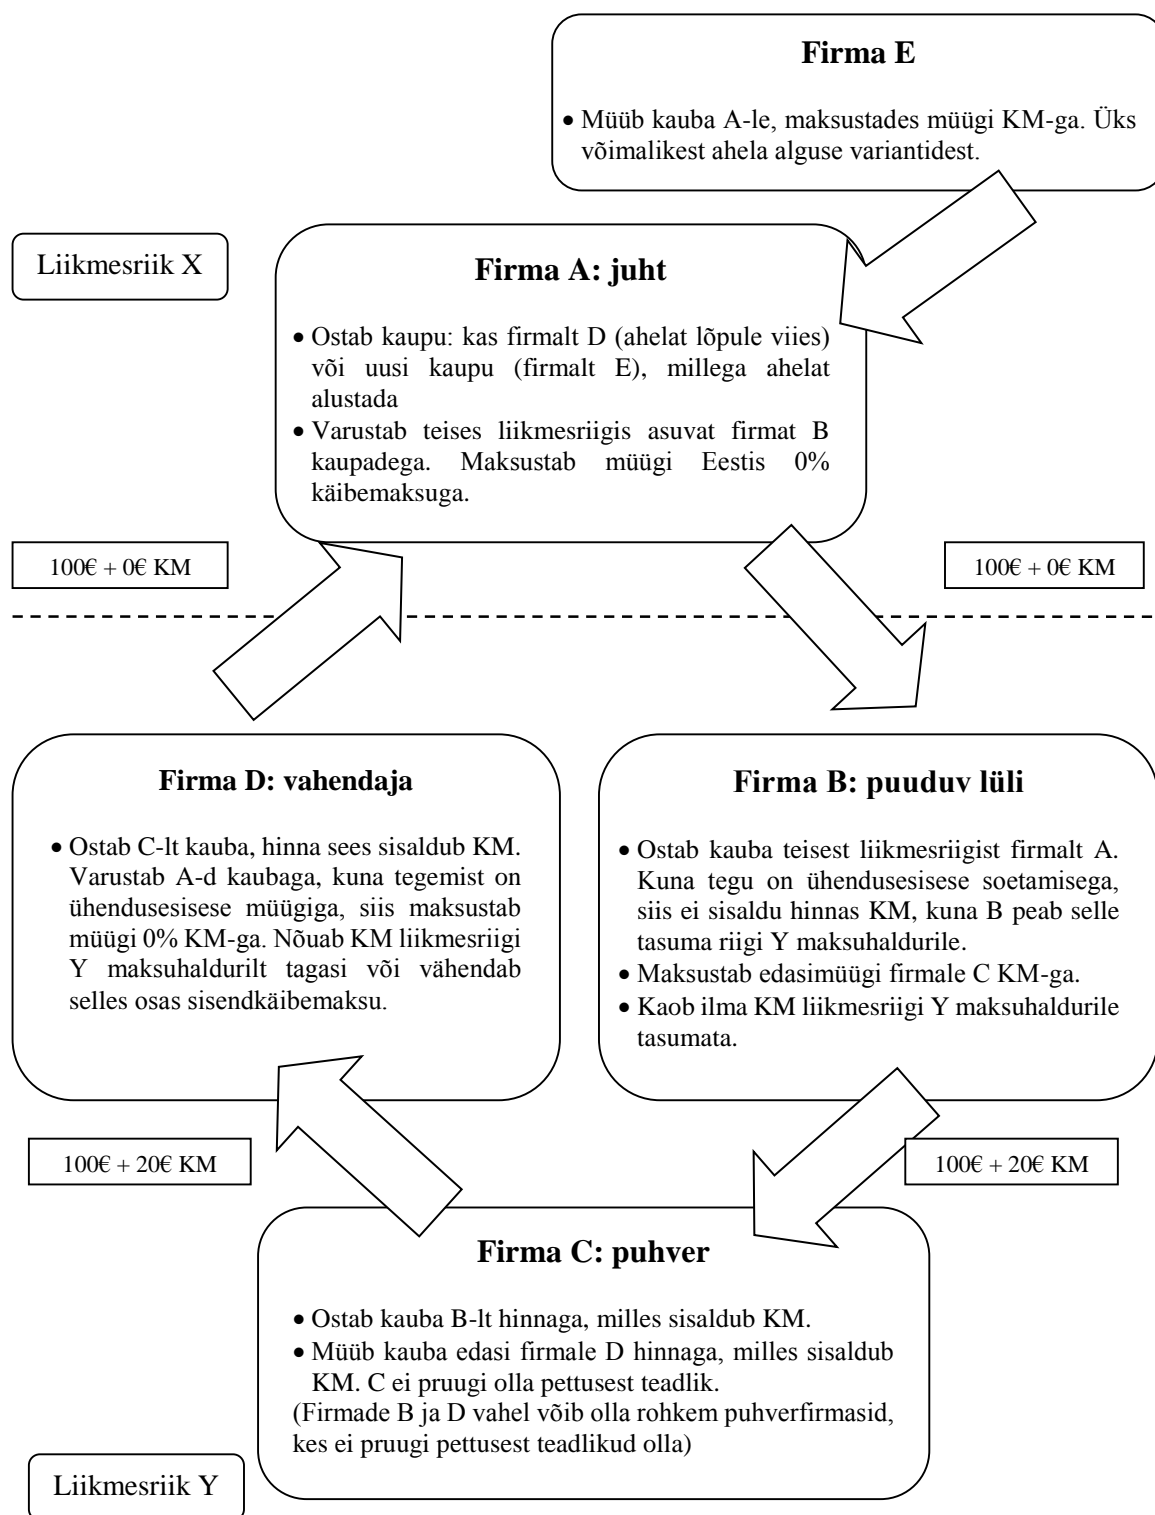 Firma E
• Müüb kauba A-le, maksustades müügi KM-ga. Üks
võimalikest ahela alguse variantidest.
Liikmesriik X
Firma A: juht
• Ostab kaupu: kas firmalt D (ahelat lõpule viies)
või uusi kaupu (firmalt E), millega ahelat
alustada
• Varustab teises liikmesriigis asuvat firmat B
kaupadega. Maksustab müügi Eestis 0%
käibemaksuga.
100€ + 0€ KM
100€ + 0€ KM
Firma D: vahendaja
• Ostab C-lt kauba, hinna sees sisaldub KM.
Varustab A-d kaubaga, kuna tegemist on
ühendusesisese müügiga, siis maksustab
müügi 0% KM-ga. Nõuab KM liikmesriigi
Y maksuhaldurilt tagasi või vähendab
selles osas sisendkäibemaksu.
Firma B: puuduv lüli
• Ostab kauba teisest liikmesriigist firmalt A.
Kuna tegu on ühendusesisese soetamisega,
siis ei sisaldu hinnas KM, kuna B peab selle
tasuma riigi Y maksuhaldurile.
• Maksustab edasimüügi firmale C KM-ga.
• Kaob ilma KM liikmesriigi Y maksuhaldurile
tasumata.
100€ + 20€ KM
100€ + 20€ KM
Firma C: puhver
• Ostab kauba B-lt hinnaga, milles sisaldub KM.
• Müüb kauba edasi firmale D hinnaga, milles sisaldub
KM. C ei pruugi olla pettusest teadlik.
(Firmade B ja D vahel võib olla rohkem puhverfirmasid,
kes ei pruugi pettusest teadlikud olla)
Liikmesriik Y